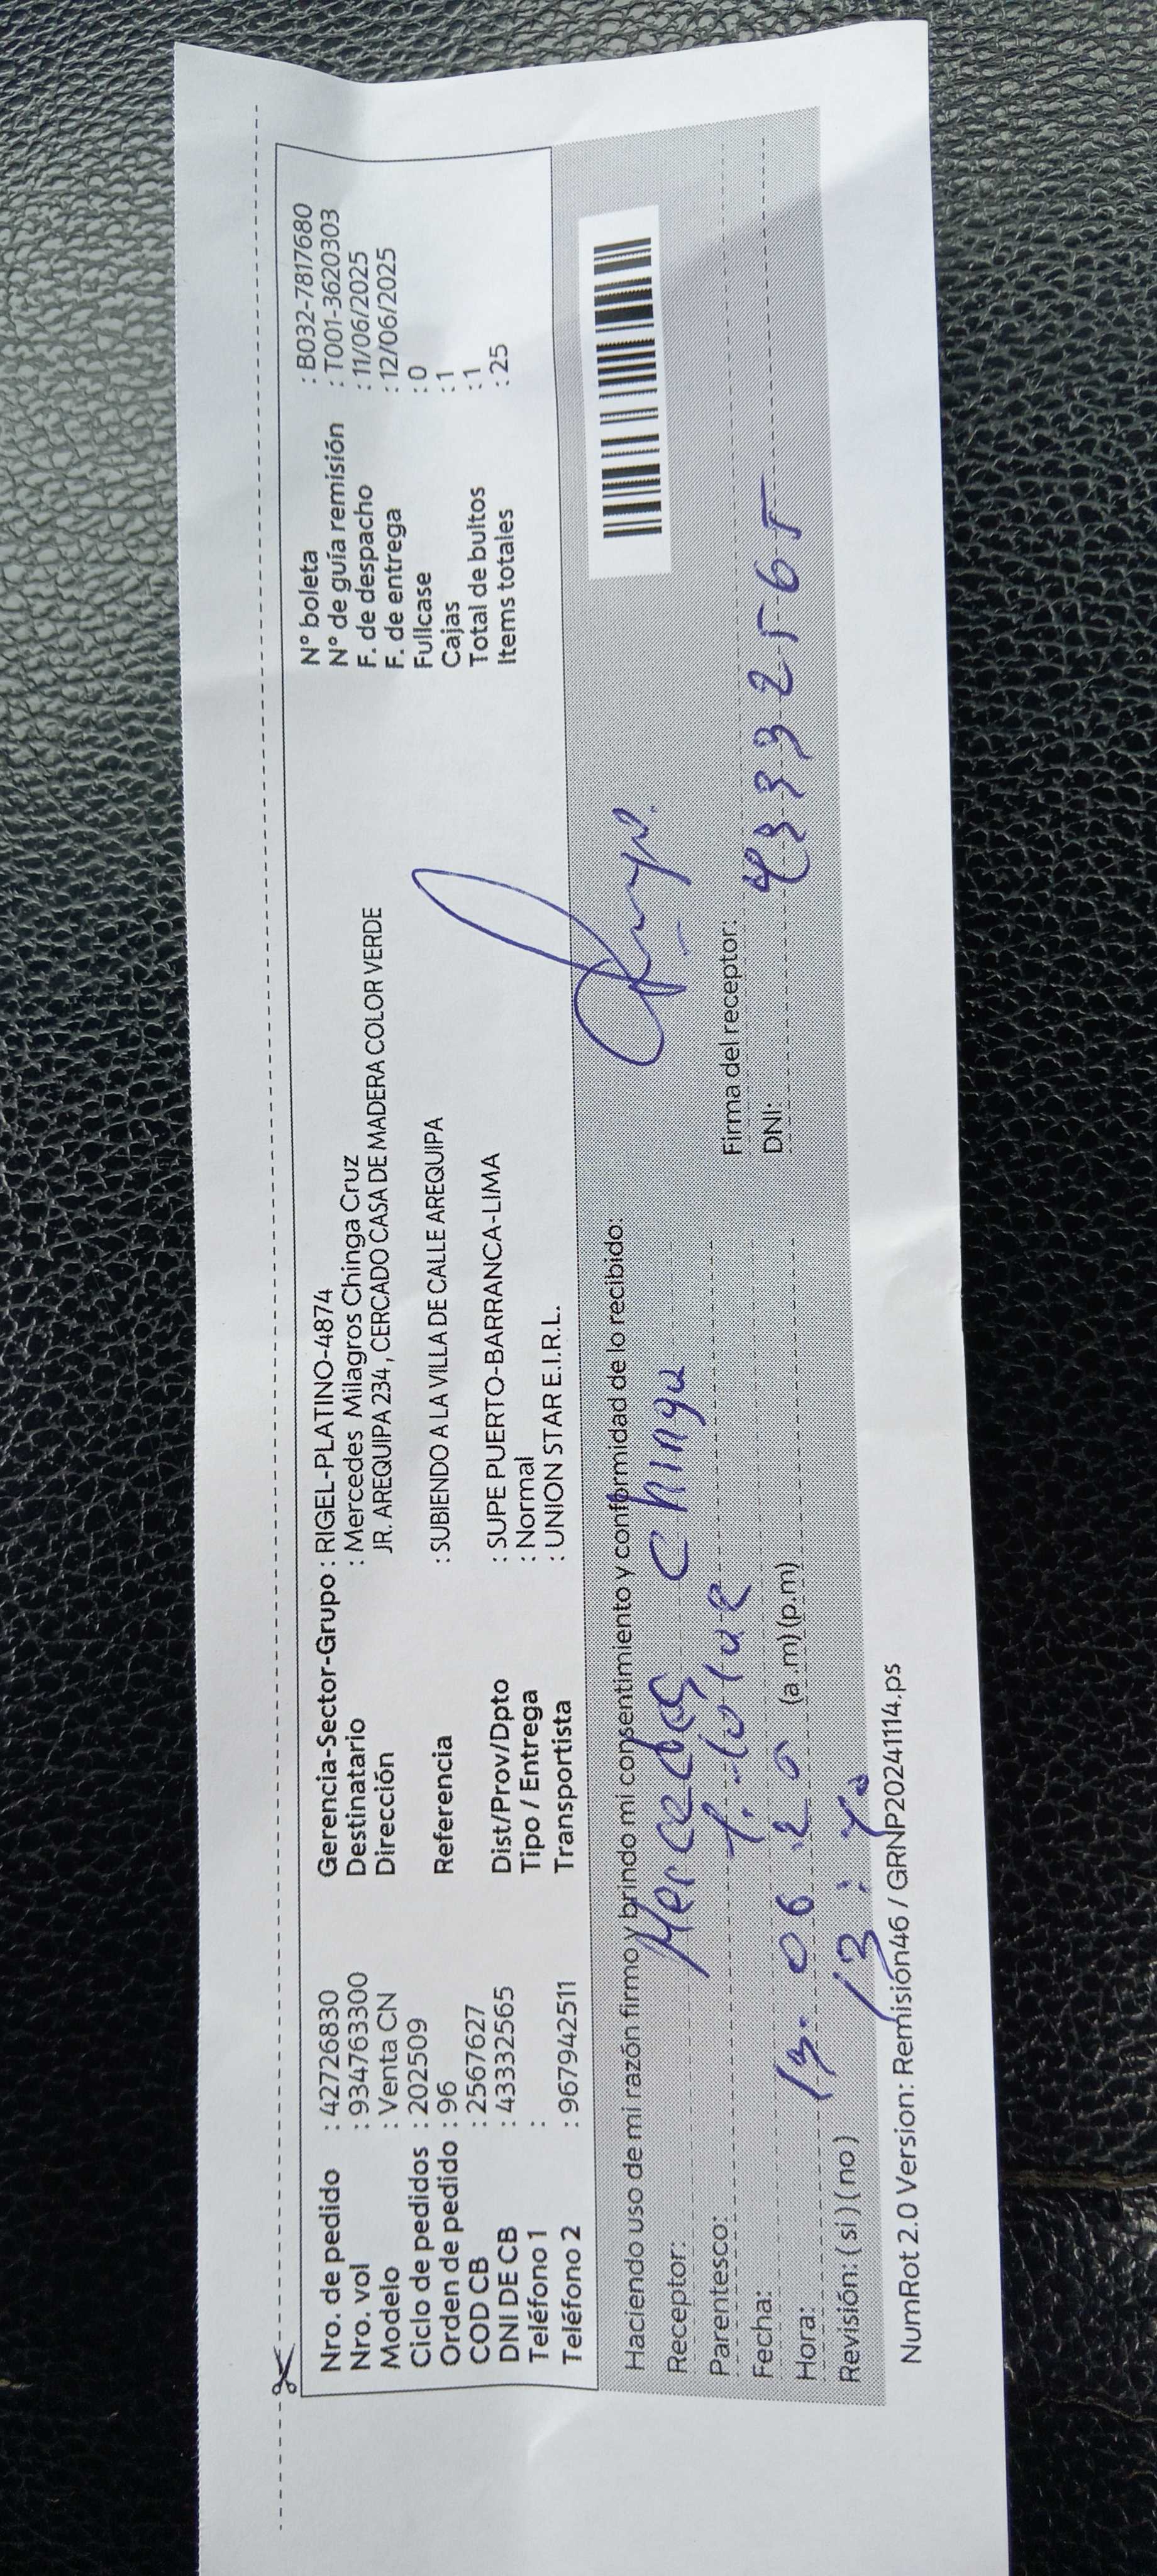 Nro. de pedido : 42726830 Gerencia-Sector-Grupo : RIGEL-PLATINO-4874 N° boleta : B032-7817680
Nro. vol : 934763300 Destinatario : Mercedes Milagros Chinga Cruz N° de guía remisión : T001-3620303
Modelo : Venta CN Dirección JR. AREQUIPA 234, CERCADO CASA DE MADERA COLOR VERDE F. de despacho : 11/06/2025
Ciclo de pedidos : 202509 F. de entrega : 12/06/2025
Orden de pedido : 96 Referencia : SUBIENDO A LA VILLA DE CALLE AREQUIPA Fullcase : 0
COD CB : 2567627 Cajas : 1
DNI DE CB : 43332565 Dist/Prov/Dpto : SUPE PUERTO-BARRANCA-LIMA Total de bultos : 1
Teléfono 1 : Tipo / Entrega : Normal Items totales : 25
Teléfono 2 : 967942511 Transportista : UNION STAR E.I.R.L.
Haciendo uso de mi razón firmo y brindo mi consentimiento y conformidad de lo recibido:
Receptor: Mercedes Chinga
Parentesco: Firma del receptor:
Fecha: 13. 06 DNI: 43332565
Hora: (a.m) (p.m)
Revisión: (si) (no) 13:
NumRot 2.0 Version: Remisión46 / GRNP20241114.ps